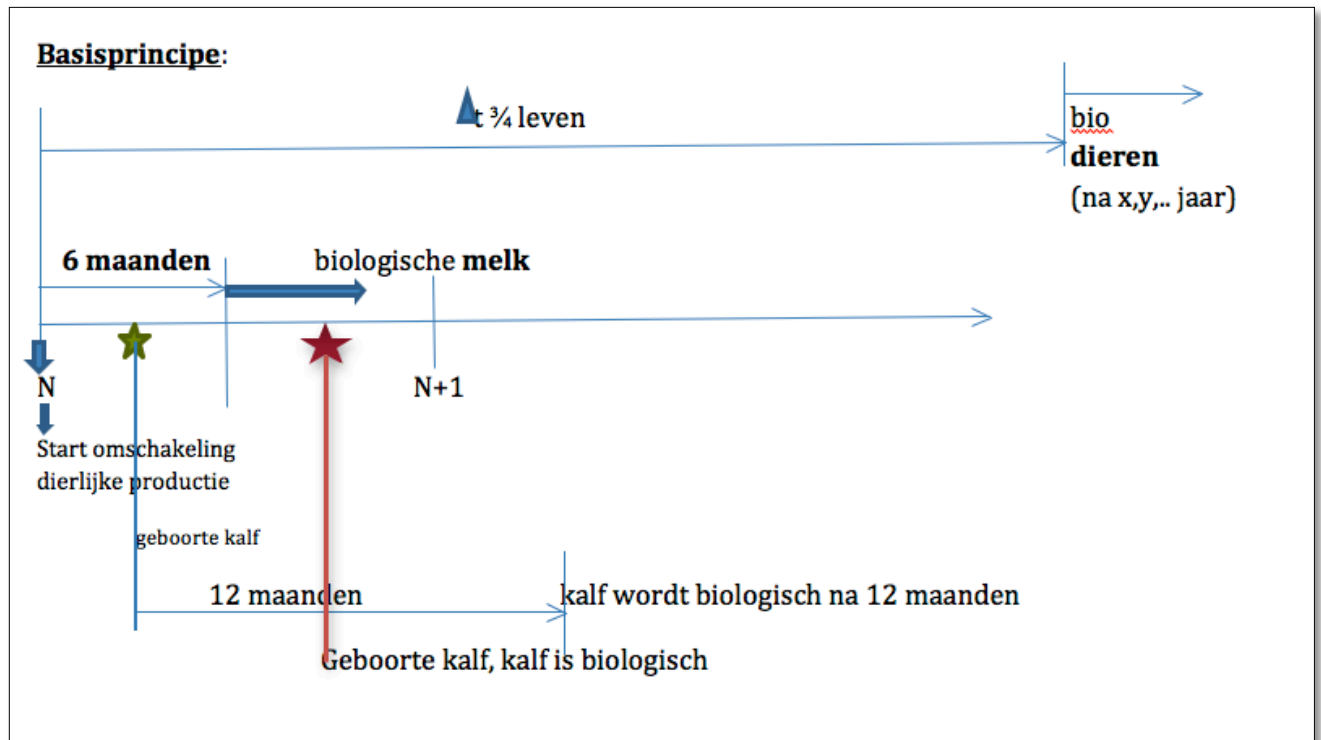 Basisprincipe:
t ¾ leven
bio
dieren
(na x,y,.. jaar)
6 maanden
biologische melk
N
N+1
Start omschakeling
dierlijke productie
geboorte kalf
12 maanden
kalf wordt biologisch na 12 maanden
Geboorte kalf, kalf is biologisch